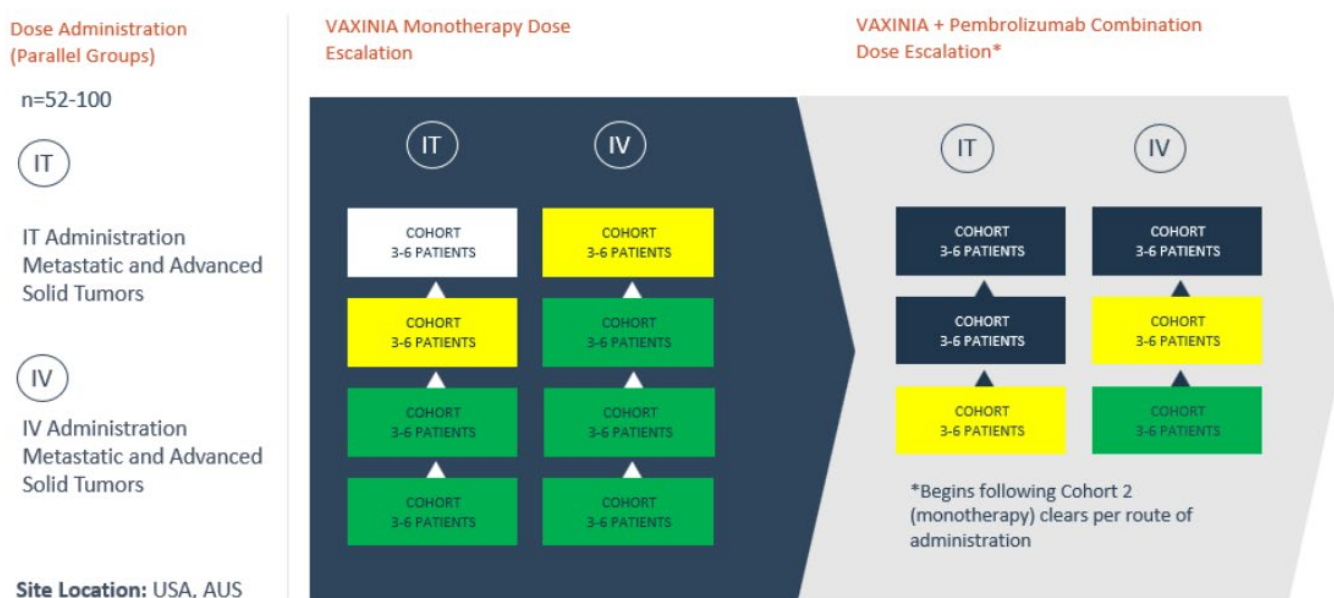 Dose Administration
(Parallel Groups)
n=52-100
IT
IT Administration
Metastatic and Advanced
Solid Tumors
IV
IV Administration
Metastatic and Advanced
Solid Tumors
Site Location: USA, AUS
VAXINIA Monotherapy Dose
Escalation
IT
IV
COHORT
3-6 PATIENTS
COHORT
3-6 PATIENTS
COHORT
3-6 PATIENTS
COHORT
3-6 PATIENTS
COHORT
3-6 PATIENTS
COHORT
3-6 PATIENTS
COHORT
3-6 PATIENTS
COHORT
3-6 PATIENTS
VAXINIA + Pembrolizumab Combination
Dose Escalation*
IT
IV
COHORT
3-6 PATIENTS
COHORT
3-6 PATIENTS
COHORT
3-6 PATIENTS
COHORT
3-6 PATIENTS
COHORT
3-6 PATIENTS
COHORT
3-6 PATIENTS
*Begins following Cohort 2
(monotherapy) clears per route of
administration